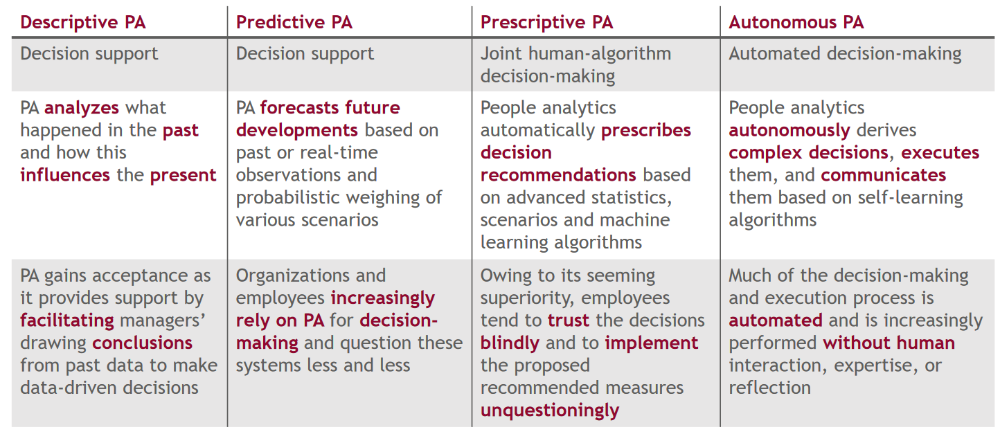 Descriptive PA
Predictive PA
Prescriptive PA
Autonomous PA
Decision support
Decision support
Joint human-algorithm
decision-making
Automated decision-making
PA analyzes what
happened in the past
and how this
influences the present
PA forecasts future
developments based on
past or real-time
observations and
probabilistic weighing of
various scenarios
People analytics
automatically prescribes
decision
recommendations based
on advanced statistics,
scenarios and machine
learning algorithms
People analytics
autonomously derives
complex decisions, executes
them, and communicates
them based on self-learning
algorithms
PA gains acceptance as
it provides support by
facilitating managers’
drawing conclusions
from past data to make
data-driven decisions
Organizations and
employees increasingly
rely on PA for decision-
making and question these
systems less and less
Owing to its seeming
superiority, employees
tend to trust the decisions
blindly and to implement
the proposed
recommended measures
unquestioningly
Much of the decision-making
and execution process is
automated and is increasingly
performed without human
interaction, expertise, or
reflection